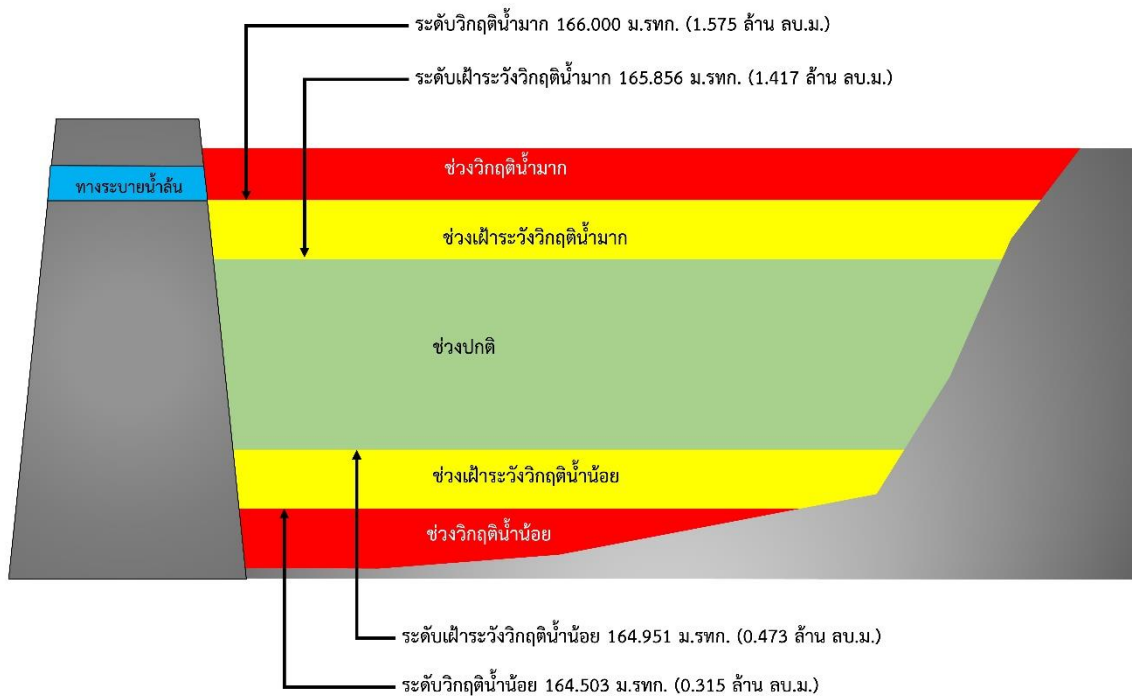 ระดับวิกฤติน้ำมาก 166.000 ม.รทก. (1.575 ล้าน ลบ.ม.)
ระดับเฝ้าระวังวิกฤติน้ำมาก 165.856 ม.รทก. (1.417 ล้าน ลบ.ม.)
ช่วงวิกฤติน้ำมาก
ทางระบายน้ำล้น
ช่วงเฝ้าระวังวิกฤติน้ำมาก
ช่วงปกติ
ช่วงเฝ้าระวังวิกฤติน้ำน้อย
ช่วงวิกฤติน้ำน้อย
ระดับเฝ้าระวังวิกฤติน้ำน้อย 164.951 ม.รทก. (0.473 ล้าน ลบ.ม.)
ระดับวิกฤติน้ำน้อย 164.503 ม.รทก. (0.315 ล้าน ลบ.ม.)